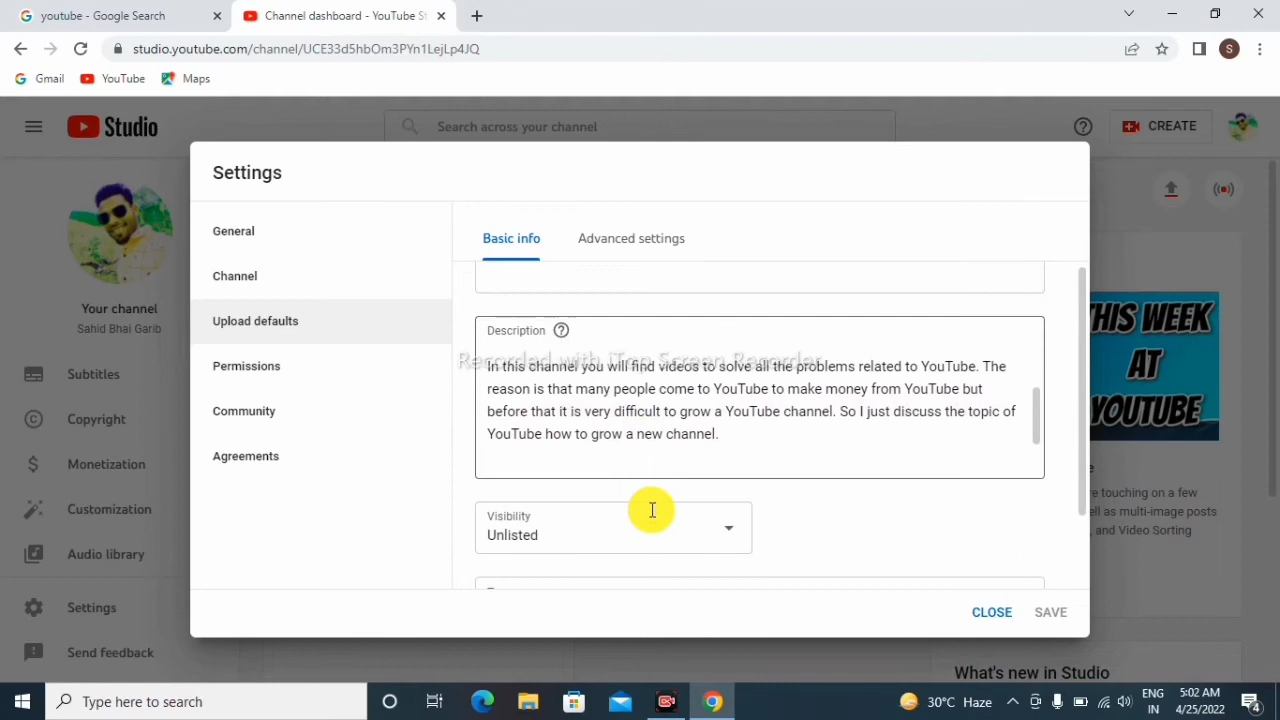 youtube - Google Search
Channel dashboard - YouTube St
studio.youtube.com/channel/UCE33d5hbOm3PYn1LejLp4JQ
S
Gmail
YouTube
Maps
Studio
Search across your channel
CREATE
Settings
Your channel
Sahid Bhai Garib
Subtitles
Copyright
Monetization
Customization
Audio library
Settings
Send feedback
General
Channel
Upload defaults
Permissions
Community
Agreements
Basic info
Advanced settings
Description
Recorded with iTop Screen Recorder
In this channel you will find videos to solve all the problems related to YouTube. The
reason is that many people come to YouTube to make money from YouTube but
before that it is very difficult to grow a YouTube channel. So I just discuss the topic of
YouTube how to grow a new channel.
Visibility
Unlisted
CLOSE
SAVE
THIS WEEK
AT
YOUTUBE
e touching on a few
ell as multi-image posts
, and Video Sorting
What's new in Studio
Type here to search
30°C Haze
ENG
IN
5:02 AM
4/25/2022
4